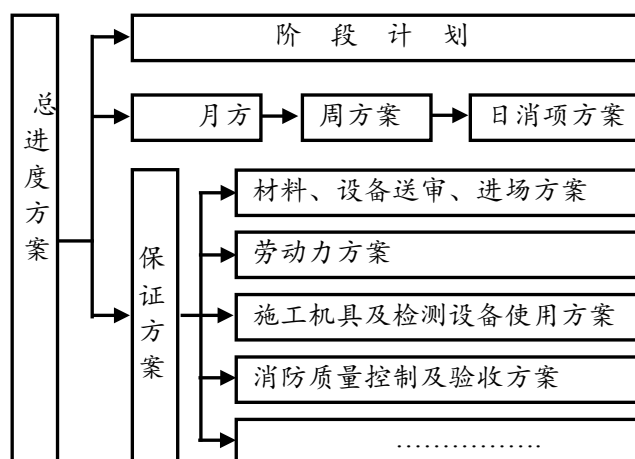 总进度方案
阶 段 计 划
月方
周方案
日消项方案
保证方案
材料、设备送审、进场方案
劳动力方案
施工机具及检测设备使用方案
消防质量控制及验收方案
................